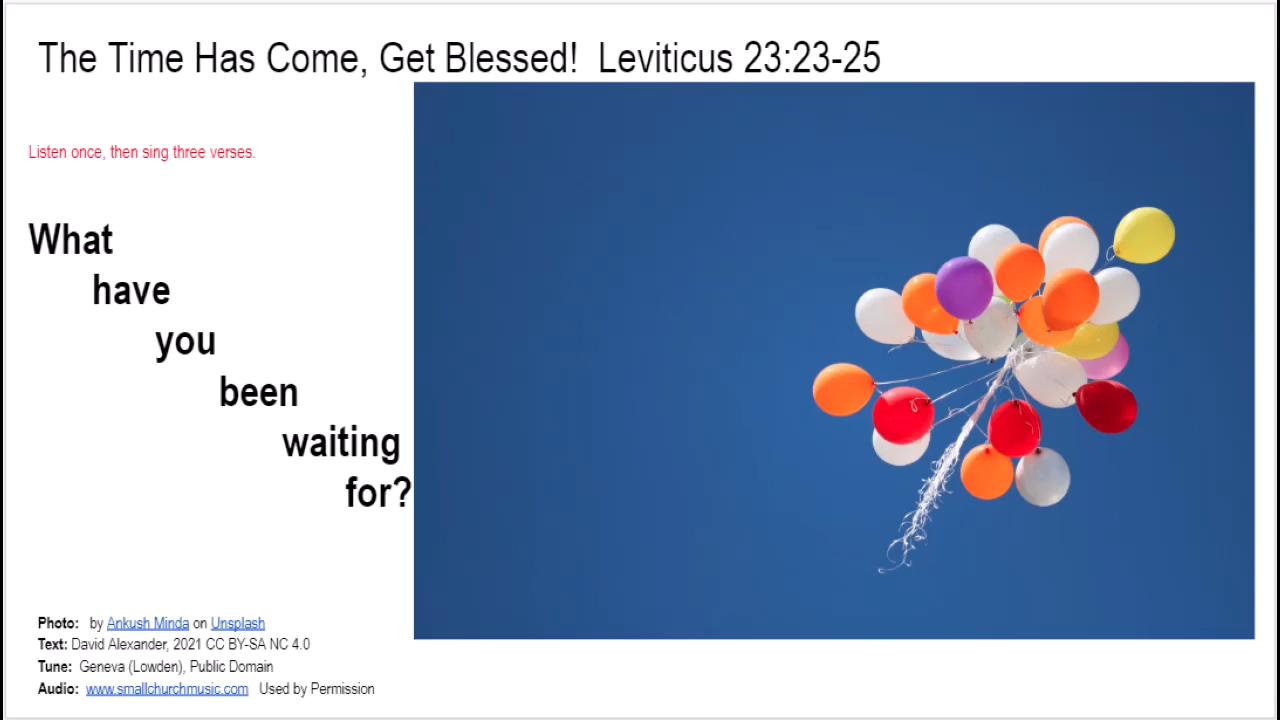 The Time Has Come, Get Blessed!  Leviticus 23:23-25
Listen once, then sing three verses.
What
have
you
been
waiting
for?
Photo:   by Ankush Minda on Unsplash
Text: David Alexander, 2021 CC BY-SA NC 4.0
Tune:  Geneva (Lowden), Public Domain
Audio:  www.smallchurchmusic.com   Used by Permission